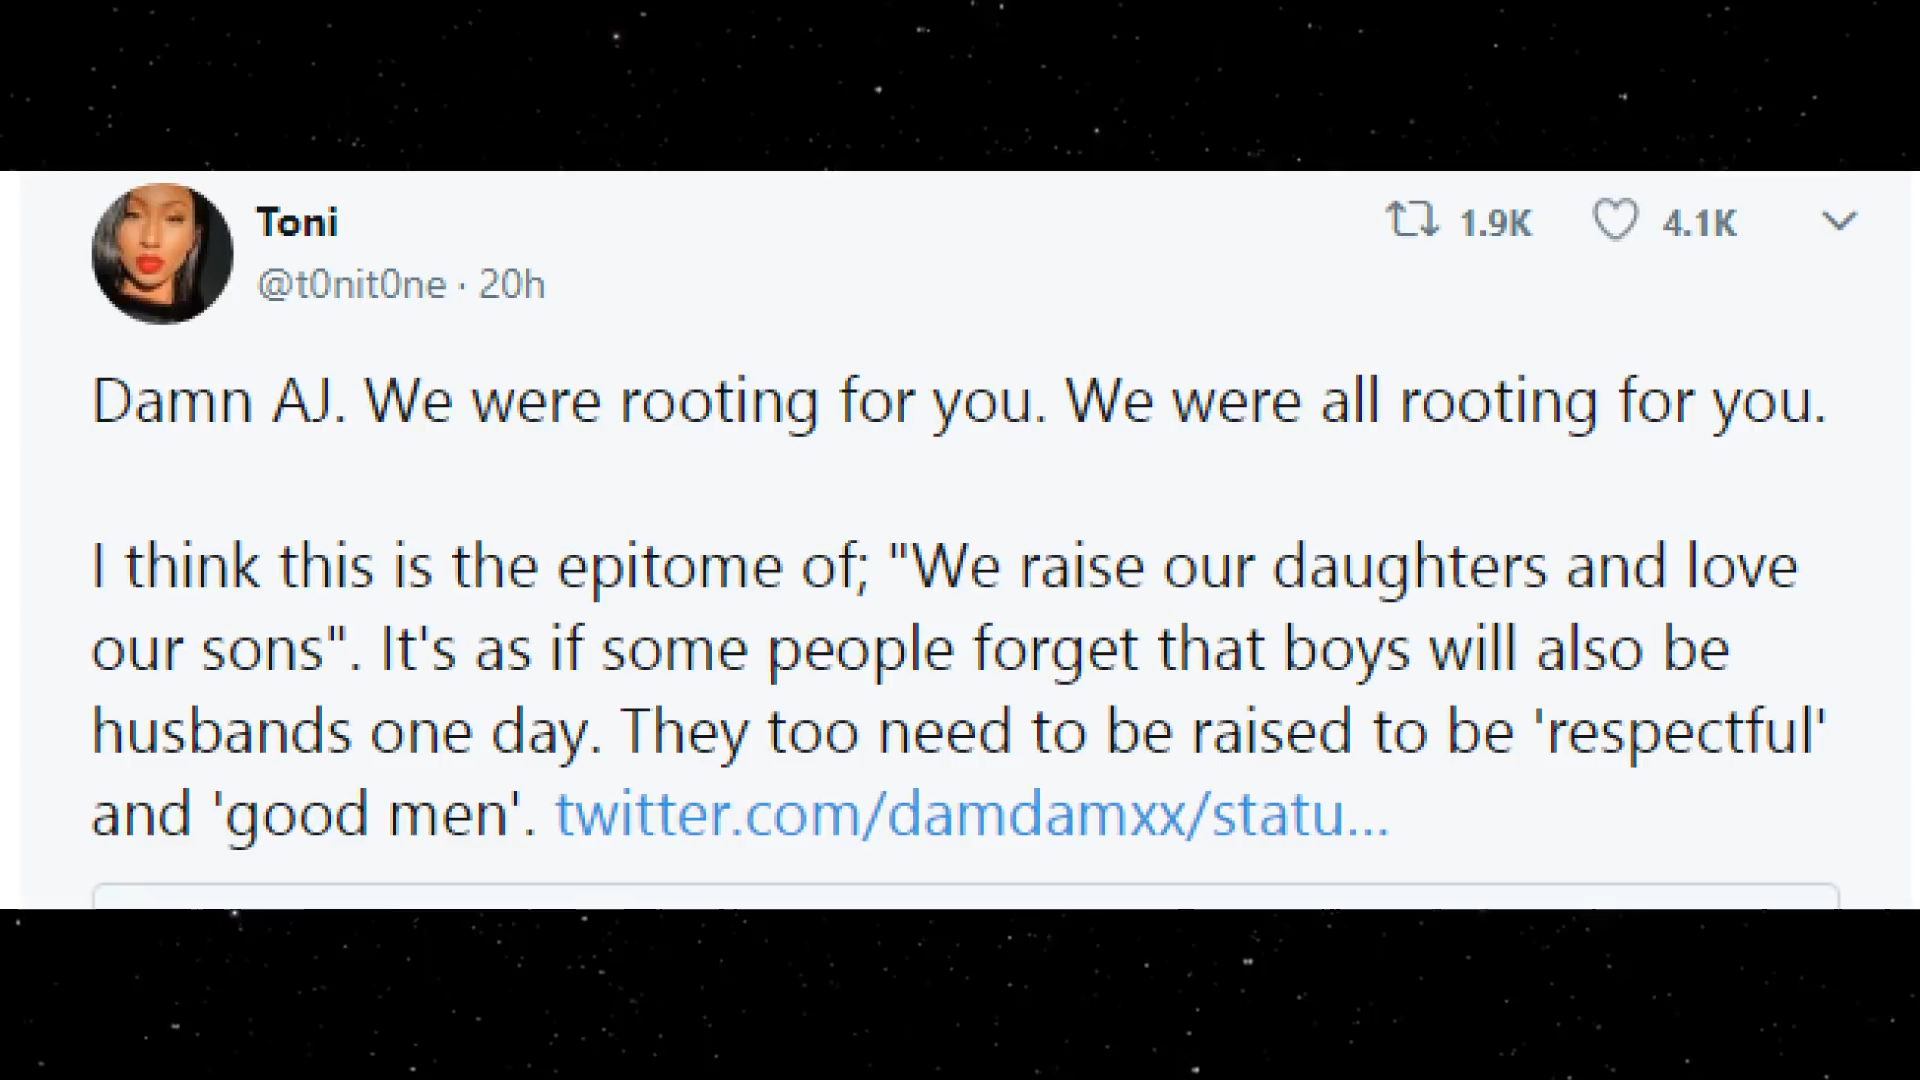 Toni
1.9K
4.1K
@t0nit0ne · 20h
Damn AJ. We were rooting for you. We were all rooting for you.
I think this is the epitome of; "We raise our daughters and love
our sons". It's as if some people forget that boys will also be
husbands one day. They too need to be raised to be 'respectful'
and 'good men'. twitter.com/damdamxx/statu...